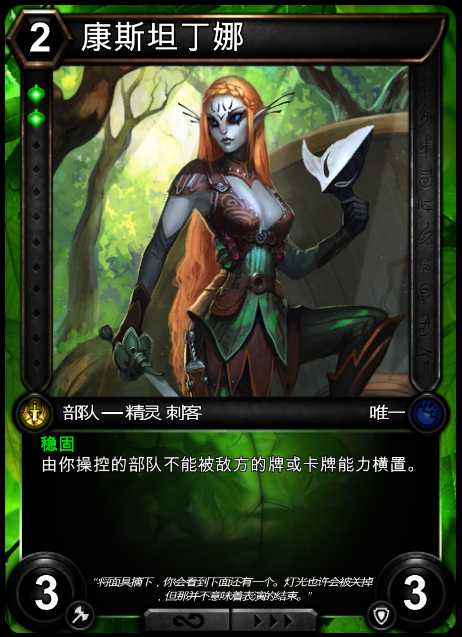 2 康斯坦丁娜
部队 — 精灵 刺客 唯一
稳固
由你操控的部队不能被敌方的牌或卡牌能力横置。
"将面具摘下，你会看到下面还有一个。灯光也许会被关掉
，但那并不意味着表演的结束。"
3 3